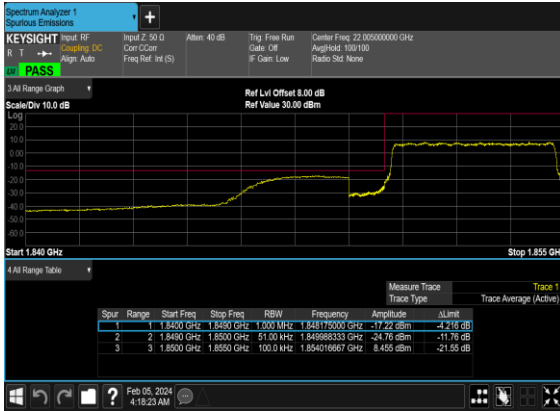 Spectrum Analyzer 1
Spurious Emissions
+
KEYSIGHT Input: RF Input Z: 50 Ω Atten: 40 dB Trig: Free Run Center Freq: 22.005000000 GHz
R T Coupling: DC Corr CCorr Gate: Off Avg|Hold: 100/100
Align: Auto Freq Ref: Int (S) IF Gain: Low Radio Std: None
PASS
3 All Range Graph
Ref Lvl Offset 8.00 dB
Scale/Div 10.0 dB Ref Value 30.00 dBm
Log
20.0
10.0
0.00
-10.0
-20.0
-30.0
-40.0
-50.0
-60.0
Start 1.840 GHz Stop 1.855 GH
4 All Range Table
Measure Trace Trace 1
Trace Type Trace Average (Active)
Spur Range Start Freq Stop Freq RBW Frequency Amplitude ΔLimit
1 1 1.8400 GHz 1.8490 GHz 1.000 MHz 1.848175000 GHz -17.22 dBm -4.216 dB
2 2 1.8490 GHz 1.8500 GHz 51.00 kHz 1.849988333 GHz -24.76 dBm -11.76 dB
3 3 1.8500 GHz 1.8550 GHz 100.0 kHz 1.854016667 GHz 8.455 dBm -21.55 dB
? Feb 05, 2024
4:18:23 AM